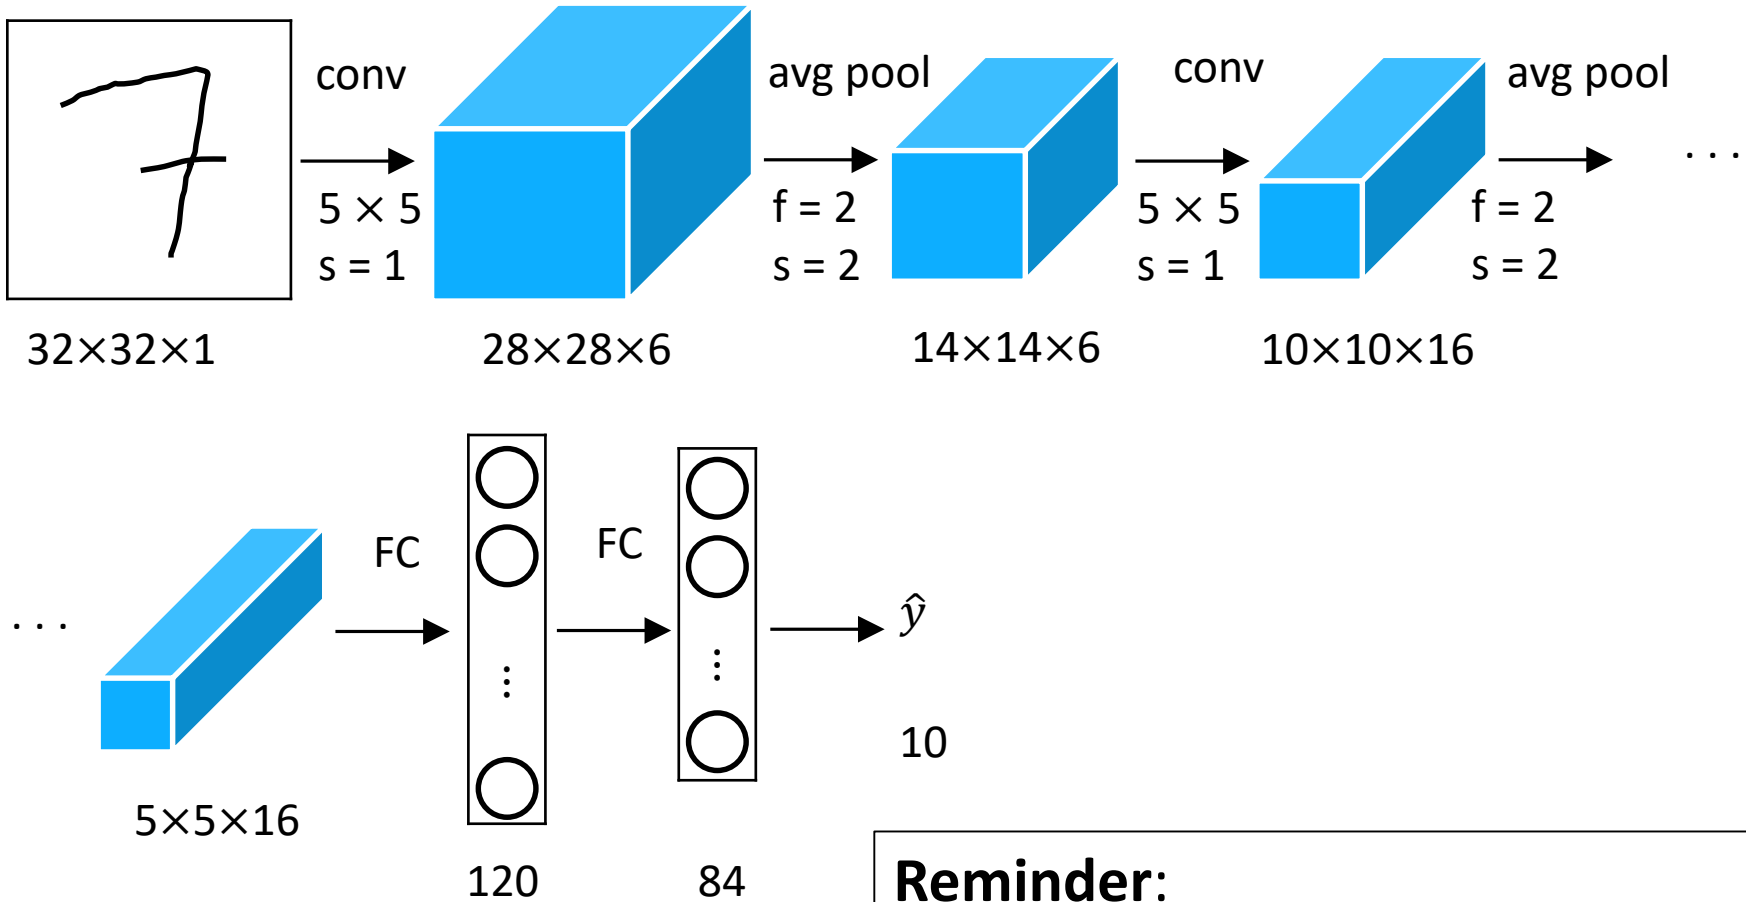 7
conv
5 × 5
s = 1
avg pool
f = 2
s = 2
conv
5 × 5
s = 1
avg pool
f = 2
s = 2
. . .
32×32×1
28×28×6
14×14×6
10×10×16
. . .
FC
FC
...
...
ŷ
10
5×5×16
120
84
Reminder: